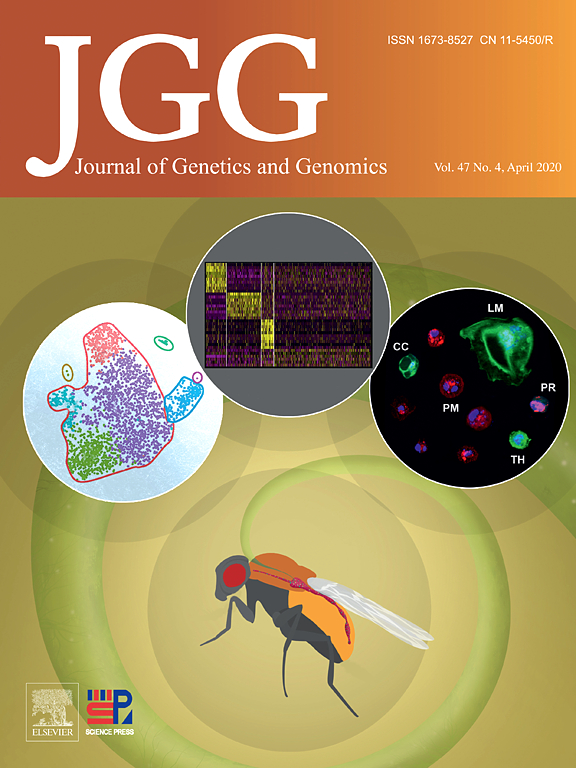 ISSN 1673-8527 CN 11-5450/R
JGG
Journal of Genetics and Genomics
Vol. 47 No. 4, April 2020
LM
CC
PR
PM
TH
ELSEVIER
SCIENCE PRESS